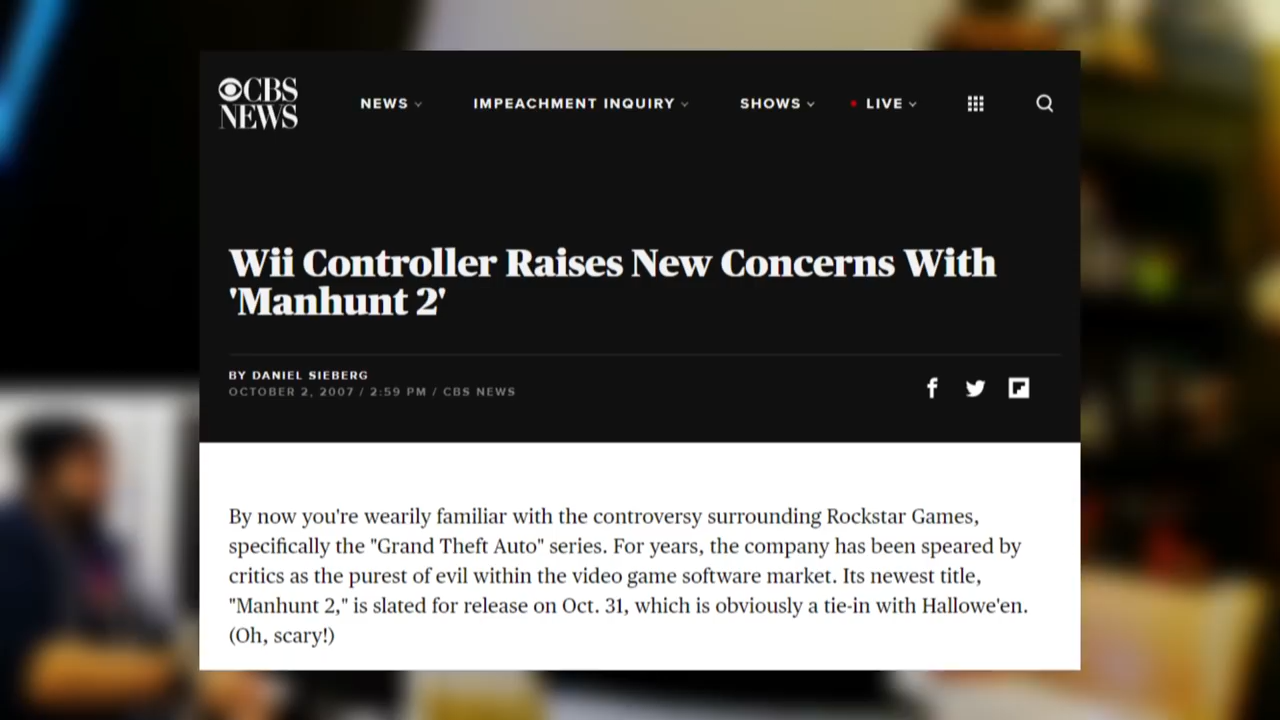 CBS
NEWS
NEWS
IMPEACHMENT INQUIRY
SHOWS
LIVE
Wii Controller Raises New Concerns With
'Manhunt 2'
BY DANIEL SIEBERG
OCTOBER 2, 2007 / 2:59 PM / CBS NEWS
By now you're wearily familiar with the controversy surrounding Rockstar Games,
specifically the "Grand Theft Auto" series. For years, the company has been speared by
critics as the purest of evil within the video game software market. Its newest title,
"Manhunt 2," is slated for release on Oct. 31, which is obviously a tie-in with Hallowe'en.
(Oh, scary!)